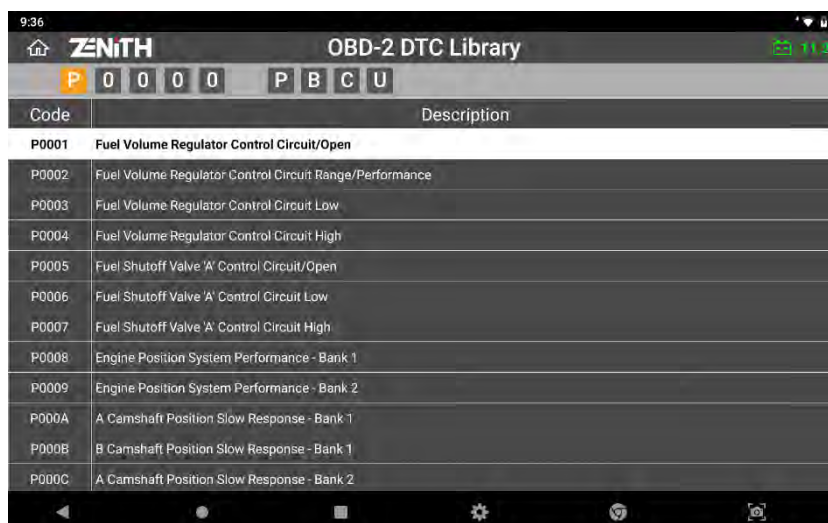 9:36
ZENITH OBD-2 DTC Library
P 0 0 0 0 P B C U
Code Description
P0001 Fuel Volume Regulator Control Circuit/Open
P0002 Fuel Volume Regulator Control Circuit Range/Performance
P0003 Fuel Volume Regulator Control Circuit Low
P0004 Fuel Volume Regulator Control Circuit High
P0005 Fuel Shutoff Valve 'A' Control Circuit/Open
P0006 Fuel Shutoff Valve 'A' Control Circuit Low
P0007 Fuel Shutoff Valve 'A' Control Circuit High
P0008 Engine Position System Performance - Bank 1
P0009 Engine Position System Performance - Bank 2
P000A A Camshaft Position Slow Response - Bank 1
P000B B Camshaft Position Slow Response - Bank 1
P000C A Camshaft Position Slow Response - Bank 2